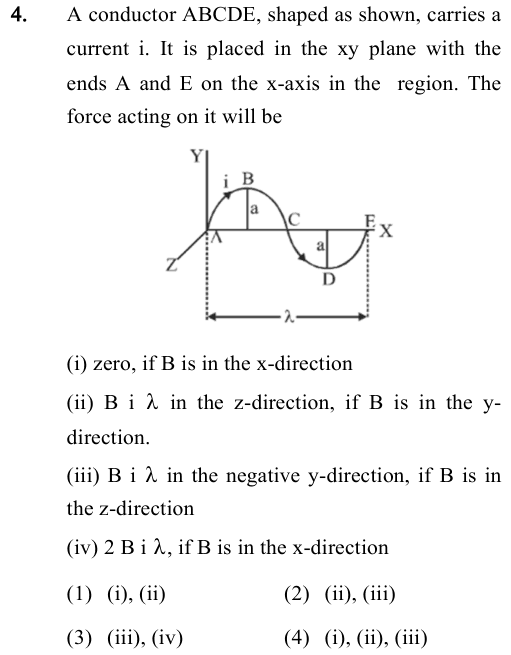 4. A conductor ABCDE, shaped as shown, carries a
current i. It is placed in the xy plane with the
ends A and E on the x-axis in the region. The
force acting on it will be
Y
i B
a
C
E X
A
a
Z
D
λ
(i) zero, if B is in the x-direction
(ii) B i λ in the z-direction, if B is in the y-
direction.
(iii) B i λ in the negative y-direction, if B is in
the z-direction
(iv) 2 B i λ, if B is in the x-direction
(1) (i), (ii) (2) (ii), (iii)
(3) (iii), (iv) (4) (i), (ii), (iii)